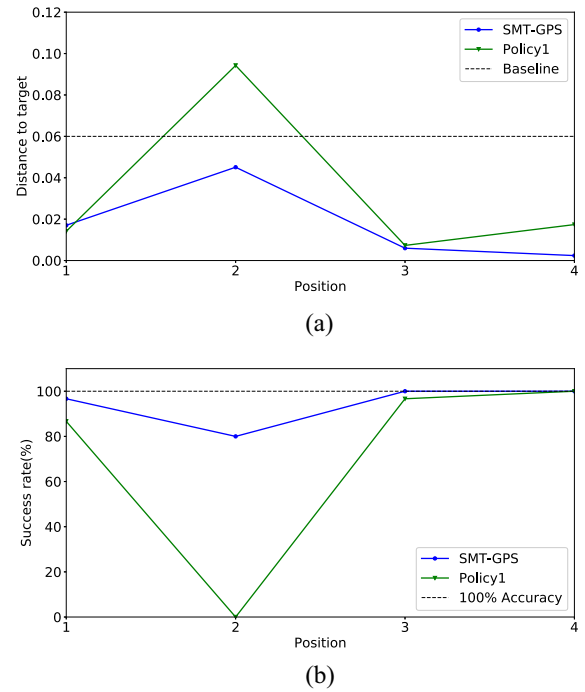 0.12
0.10
0.08
0.06
0.04
0.02
0.00
Distance to target
SMT-GPS
Policy1
Baseline
1 2 3 4
Position
(a)
100
80
60
40
20
0
Success rate(%)
SMT-GPS
Policy1
100% Accuracy
1 2 3 4
Position
(b)